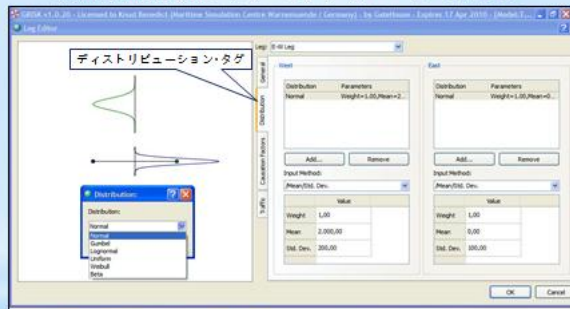 GRISK v1.0.20 - Licensed to Knud Benedict (Maritime Simulation Centre Warnemuende / Germany) - by GateHouse - Expires 17 Apr 2010 -
Log Editor
ディストリビューション・タグ
Leg: E-W Leg
General
Distribution
Causation Factors
Traffic
West
Distribution Parameters
Normal Weight=1.00,Mean=2...
Add... Remove
Input Method:
/Mean/Std. Dev.
Value
Weight 1,00
Mean 2.000,00
Std. Dev. 200,00
East
Distribution Parameters
Normal Weight=1.00,Mean=0...
Add... Remove
Input Method:
/Mean/Std. Dev.
Value
Weight 1,00
Mean 0,00
Std. Dev. 100,00
Distribution:
Distribution:
Normal
Normal
Gumbel
Lognormal
Uniform
Weibull
Beta
OK Cancel